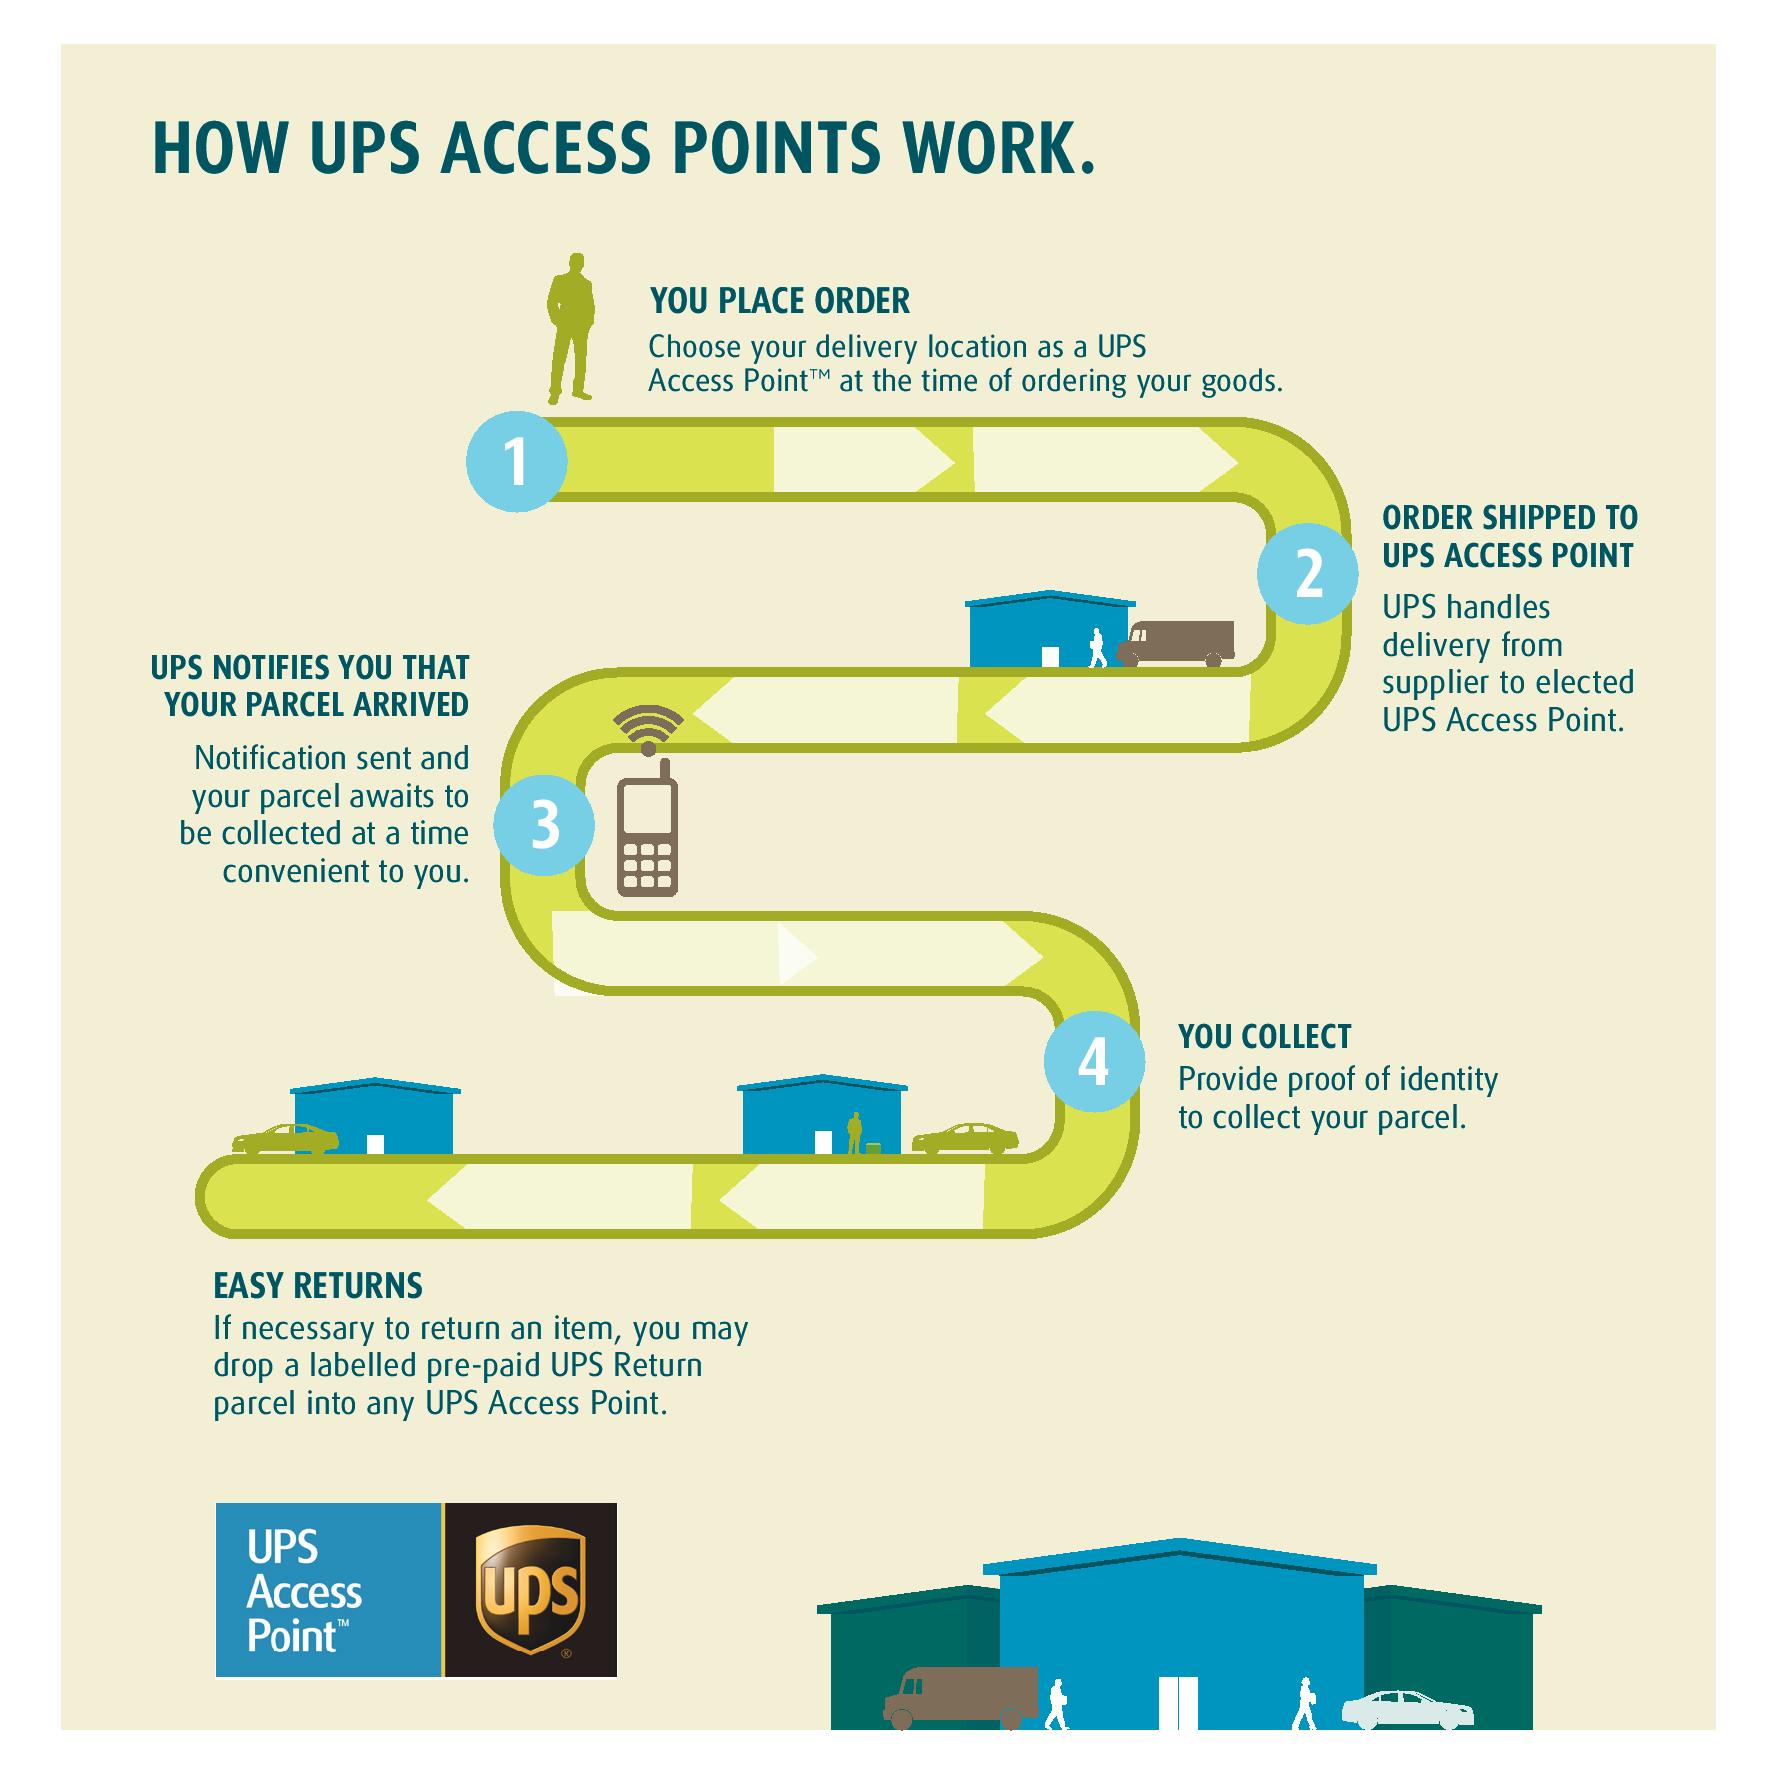 HOW UPS ACCESS POINTS WORK.
YOU PLACE ORDER
Choose your delivery location as a UPS
Access Point™ at the time of ordering your goods.
1
ORDER SHIPPED TO
UPS ACCESS POINT
UPS handles
delivery from
supplier to elected
UPS Access Point.
2
UPS NOTIFIES YOU THAT
YOUR PARCEL ARRIVED
Notification sent and
your parcel awaits to
be collected at a time
convenient to you.
3
4
YOU COLLECT
Provide proof of identity
to collect your parcel.
EASY RETURNS
If necessary to return an item, you may
drop a labelled pre-paid UPS Return
parcel into any UPS Access Point.
UPS
Access
Point™
ups
®